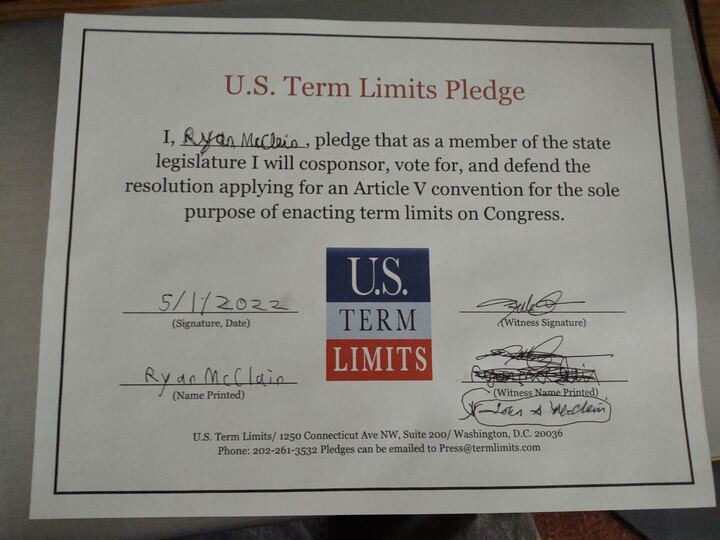 U.S. Term Limits Pledge
I, Ryan McClain, pledge that as a member of the state
legislature I will cosponsor, vote for, and defend the
resolution applying for an Article V convention for the sole
purpose of enacting term limits on Congress.
5/1/2022
(Signature, Date)
(Witness Signature)
U.S.
TERM
LIMITS
Ryan McClain
(Name Printed)
(Witness Name Printed)
U.S. Term Limits/ 1250 Connecticut Ave NW, Suite 200/ Washington, D.C. 20036
Phone: 202-261-3532 Pledges can be emailed to Press@termlimits.com